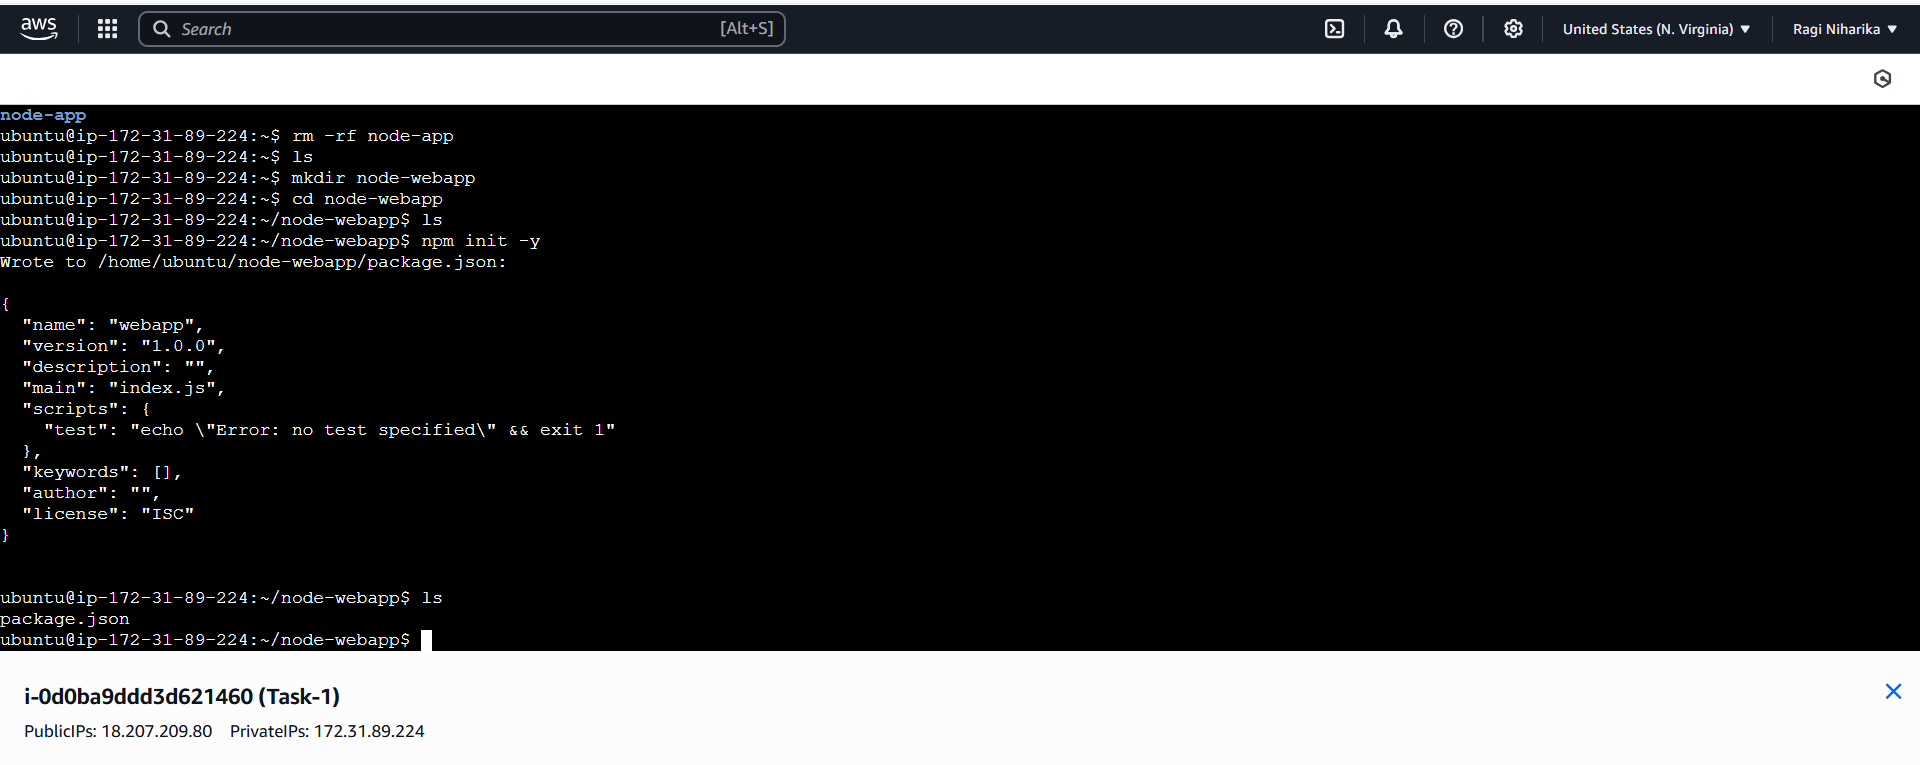 aws Search [Alt+S] United States (N. Virginia) Ragi Niharika
node-app
ubuntu@ip-172-31-89-224:~$ rm -rf node-app
ubuntu@ip-172-31-89-224:~$ ls
ubuntu@ip-172-31-89-224:~$ mkdir node-webapp
ubuntu@ip-172-31-89-224:~$ cd node-webapp
ubuntu@ip-172-31-89-224:~/node-webapp$ ls
ubuntu@ip-172-31-89-224:~/node-webapp$ npm init -y
Wrote to /home/ubuntu/node-webapp/package.json:
{
  "name": "webapp",
  "version": "1.0.0",
  "description": "",
  "main": "index.js",
  "scripts": {
    "test": "echo \"Error: no test specified\" && exit 1"
  },
  "keywords": [],
  "author": "",
  "license": "ISC"
}
ubuntu@ip-172-31-89-224:~/node-webapp$ ls
package.json
ubuntu@ip-172-31-89-224:~/node-webapp$
i-0d0ba9ddd3d621460 (Task-1)
PublicIPs: 18.207.209.80 PrivateIPs: 172.31.89.224